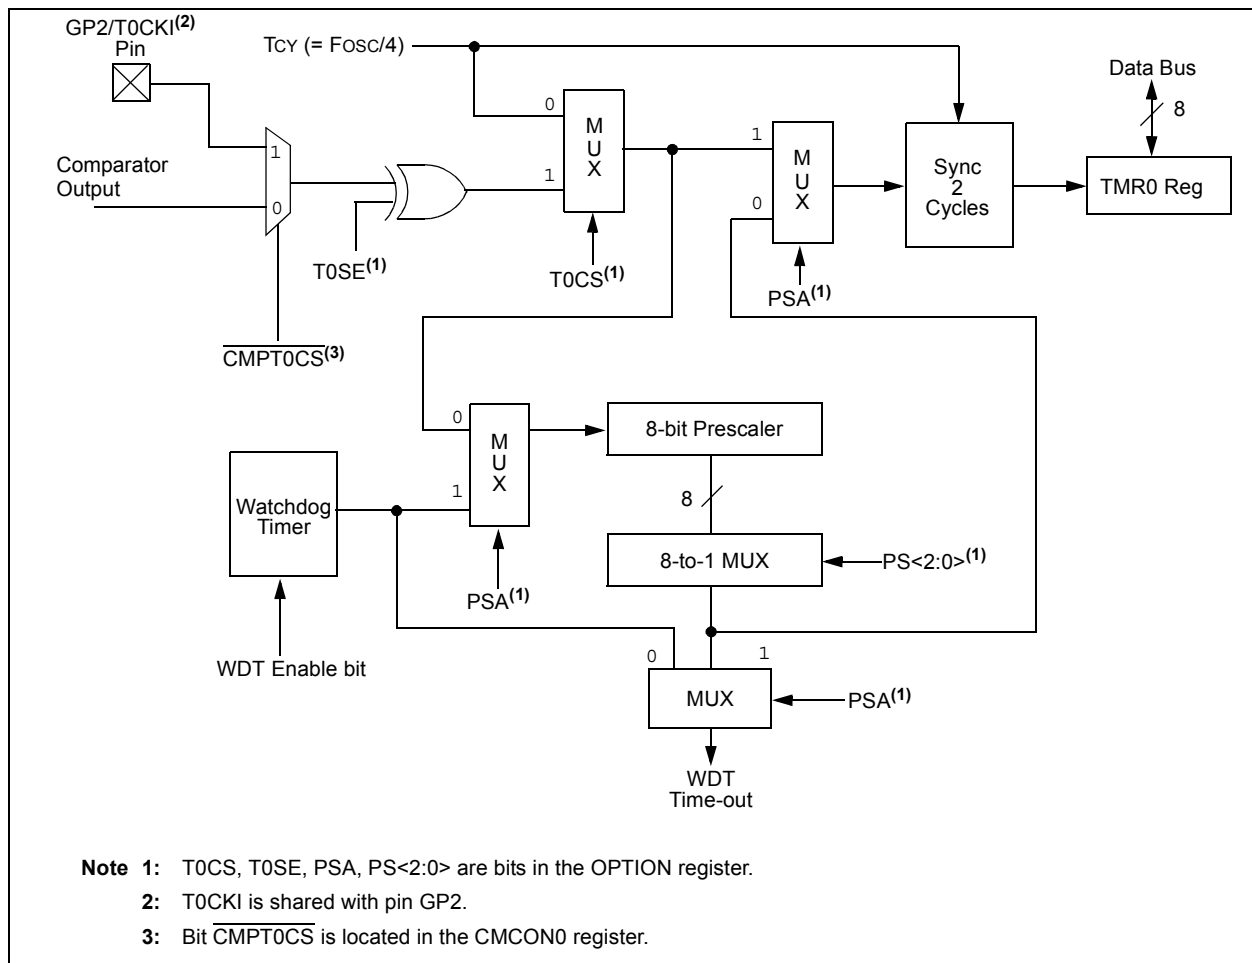 GP2/T0CKI(2)
Pin
TCY (= FOSC/4)
Data Bus
8
0
M
U
X
1
M
U
X
Comparator
Output
1
0
1
0
Sync
2
Cycles
TMR0 Reg
T0SE(1)
T0CS(1)
PSA(1)
CMPT0CS(3)
0
M
U
X
1
8-bit Prescaler
Watchdog
Timer
8
8-to-1 MUX
PS<2:0>(1)
PSA(1)
WDT Enable bit
0
1
MUX
PSA(1)
WDT
Time-out
Note 1: T0CS, T0SE, PSA, PS<2:0> are bits in the OPTION register.
2: T0CKI is shared with pin GP2.
3: Bit CMPT0CS is located in the CMCON0 register.